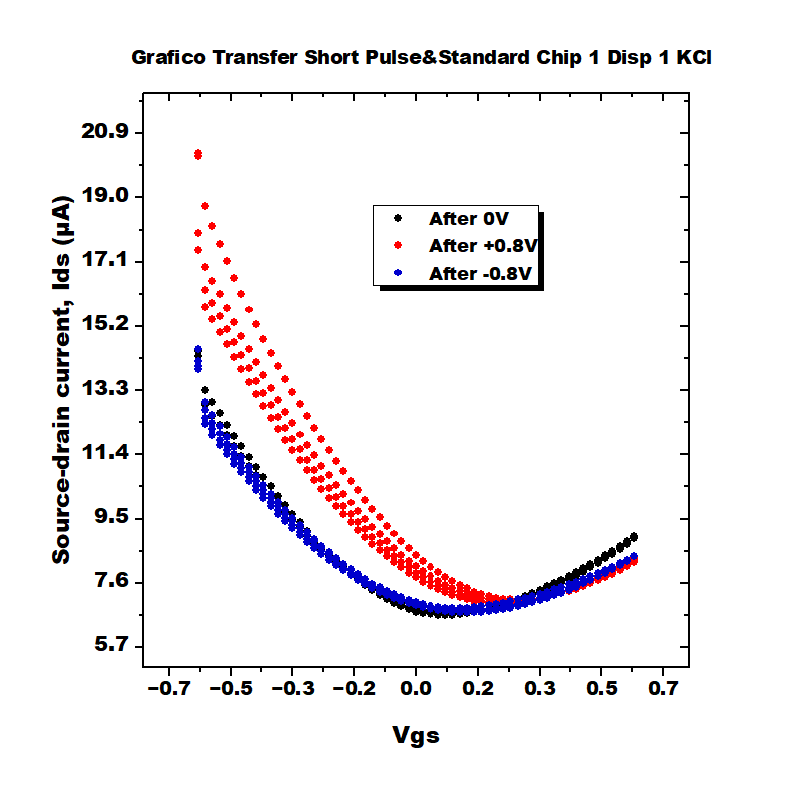 Grafico Transfer Short Pulse&Standard Chip 1 Disp 1 KCl
20.9
19.0
17.1
15.2
13.3
11.4
9.5
7.6
5.7
Source-drain current, Ids (µA)
After 0V
After +0.8V
After -0.8V
−0.7 −0.5 −0.3 −0.2 0.0 0.2 0.3 0.5 0.7
Vgs